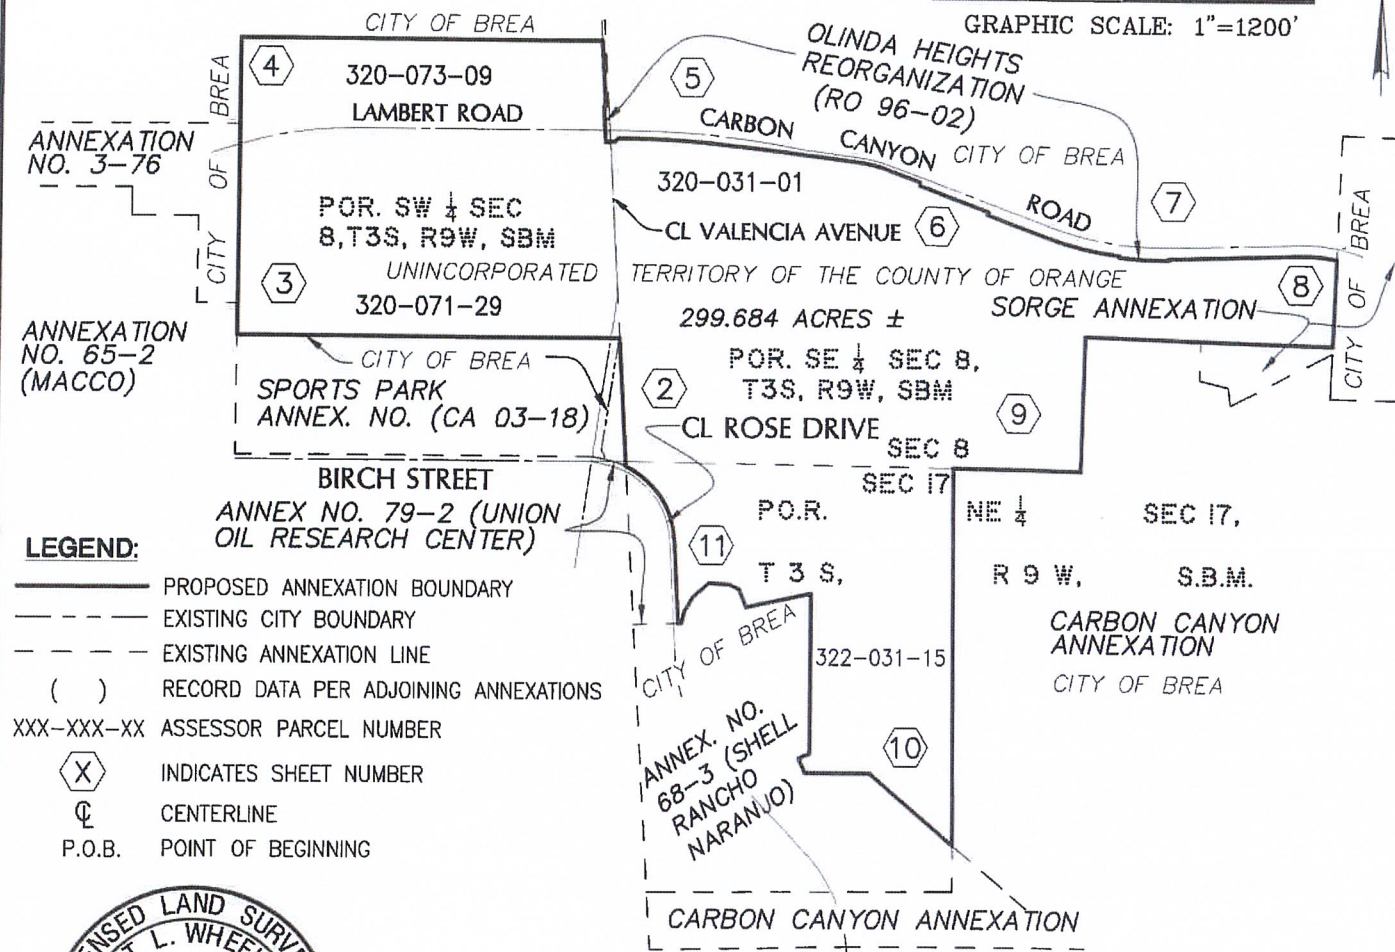 GRAPHIC SCALE: 1"=1200'
CITY OF BREA
CITY OF BREA
4
320-073-09
LAMBERT ROAD
ANNEXATION
NO. 3-76
5
OLINDA HEIGHTS
REORGANIZATION
(RO 96-02)
CARBON CANYON ROAD
CITY OF BREA
7
320-031-01
CL VALENCIA AVENUE
6
POR. SW ¼ SEC
8,T3S, R9W, SBM
UNINCORPORATED TERRITORY OF THE COUNTY OF ORANGE
3
320-071-29
299.684 ACRES ±
SORGE ANNEXATION
8
CITY OF BREA
CITY OF BREA
ANNEXATION
NO. 65-2
(MACCO)
CITY OF BREA
SPORTS PARK
ANNEX. NO. (CA 03-18)
2
POR. SE ¼ SEC 8,
T3S, R9W, SBM
9
CL ROSE DRIVE
SEC 8
SEC 17
BIRCH STREET
ANNEX NO. 79-2 (UNION
OIL RESEARCH CENTER)
PO.R. NE ¼ SEC 17,
11
T 3 S, R 9 W, S.B.M.
CARBON CANYON
ANNEXATION
CITY OF BREA
CITY OF BREA
322-031-15
10
ANNEX. NO.
68-3 (SHELL
RANCHO
NARANJO)
CARBON CANYON ANNEXATION
LEGEND:
PROPOSED ANNEXATION BOUNDARY
EXISTING CITY BOUNDARY
EXISTING ANNEXATION LINE
( ) RECORD DATA PER ADJOINING ANNEXATIONS
XXX-XXX-XX ASSESSOR PARCEL NUMBER
X INDICATES SHEET NUMBER
℄ CENTERLINE
P.O.B. POINT OF BEGINNING
LAND
L.